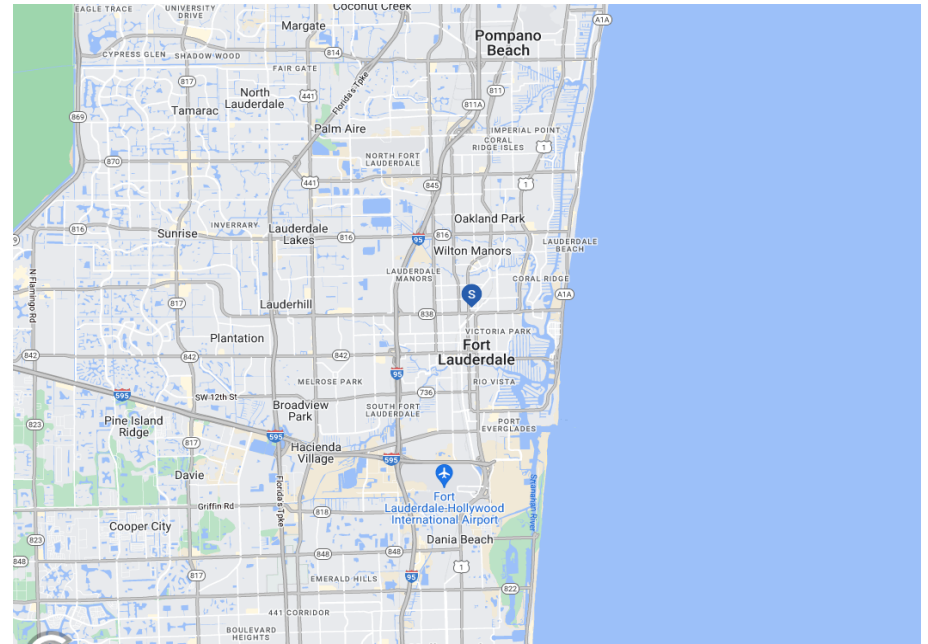 Coconut Creek
EAGLE TRACE
UNIVERSITY
DRIVE
Margate
A1A
Pompano
Beach
CYPRESS GLEN
SHADOW WOOD
814
FAIR GATE
817
North
Lauderdale
441
Florida's Tpke
811
811A
Tamarac
869
Palm Aire
IMPERIAL POINT
CORAL
RIDGE ISLES
1
870
NORTH FORT
LAUDERDALE
441
845
1
Oakland Park
816
Sunrise
INVERRARY
Lauderdale
Lakes
816
95
816
Wilton Manors
LAUDERDALE
BEACH
N Flamingo Rd
LAUDERDALE
MANORS
CORAL RIDGE
S
A1A
817
Lauderhill
838
VICTORIA PARK
Plantation
Fort
Lauderdale
842
842
842
MELROSE PARK
95
RIO VISTA
595
SW 12th St
736
Broadview
Park
SOUTH FORT
LAUDERDALE
823
Pine Island
Ridge
PORT
EVERGLADES
817
595
Hacienda
Village
595
Davie
Florida's Tpke
Fort
Lauderdale-Hollywood
International Airport
Stranahan River
Griffin Rd
818
Cooper City
823
Dania Beach
848
848
848
817
EMERALD HILLS
95
1
822
441 CORRIDOR
BOULEVARD
HEIGHTS